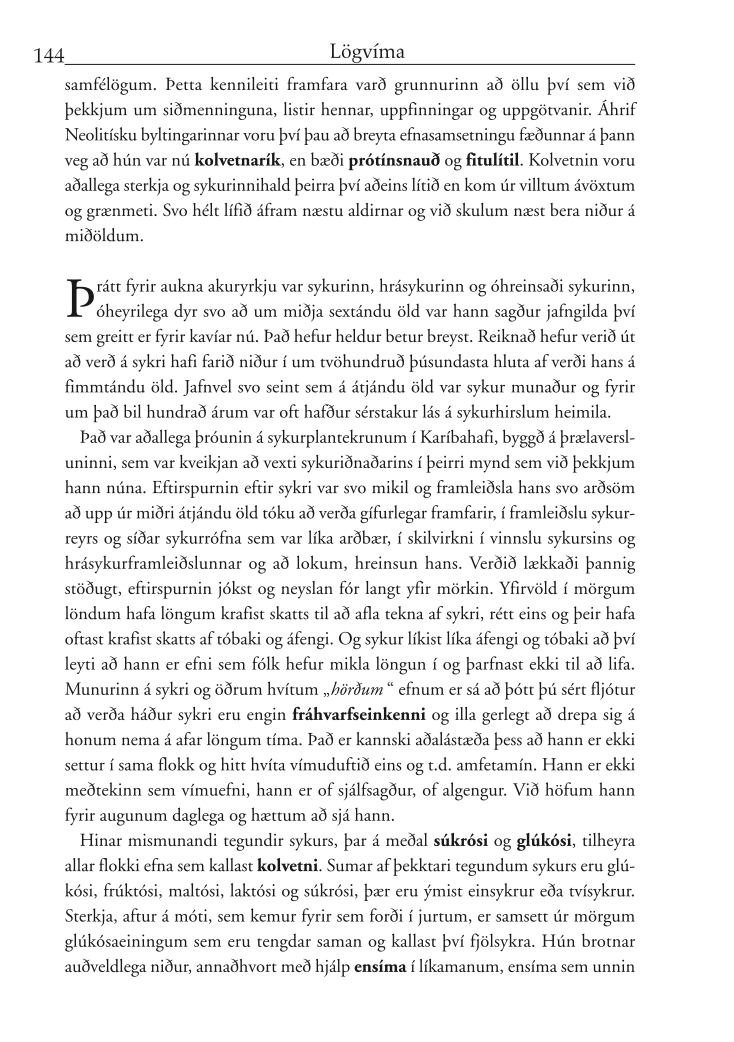 144
Lögvíma
samfélögum. Þetta kennileiti framfara varð grunnurinn að öllu því sem við
þekkjum um siðmenninguna, listir hennar, uppfinningar og uppgötvanir. Áhrif
Neolitísku byltingarinnar voru því þau að breyta efnasamsetningu fæðunnar á þann
veg að hún var nú kolvetnarík, en bæði prótínsnauð og fitulítil. Kolvetnin voru
aðallega sterkja og sykurinnihald þeirra því aðeins lítið en kom úr villtum ávöxtum
og grænmeti. Svo hélt lífið áfram næstu aldirnar og við skulum næst bera niður á
miðöldum.
Þrátt fyrir aukna akuryrkju var sykurinn, hrásykurinn og óhreinsaði sykurinn,
óheyrilega dyr svo að um miðja sextándu öld var hann sagður jafngilda því
sem greitt er fyrir kavíar nú. Það hefur heldur betur breyst. Reiknað hefur verið út
að verð á sykri hafi farið niður í um tvöhundruð þúsundasta hluta af verði hans á
fimmtándu öld. Jafnvel svo seint sem á átjándu öld var sykur munaður og fyrir
um það bil hundrað árum var oft hafður sérstakur lás á sykurhirslum heimila.
Það var aðallega þróunin á sykurplantekrunum í Karíbahafi, byggð á þrælaversl-
uninni, sem var kveikjan að vexti sykuriðnaðarins í þeirri mynd sem við þekkjum
hann núna. Eftirspurnin eftir sykri var svo mikil og framleiðsla hans svo arðsöm
að upp úr miðri átjándu öld tóku að verða gífurlegar framfarir, í framleiðslu sykur-
reyrs og síðar sykurrófna sem var líka arðbær, í skilvirkni í vinnslu sykursins og
hrásykurframleiðslunnar og að lokum, hreinsun hans. Verðið lækkaði þannig
stöðugt, eftirspurnin jókst og neyslan fór langt yfir mörkin. Yfirvöld í mörgum
löndum hafa löngum krafist skatts til að afla tekna af sykri, rétt eins og þeir hafa
oftast krafist skatts af tóbaki og áfengi. Og sykur líkist líka áfengi og tóbaki að því
leyti að hann er efni sem fólk hefur mikla löngun í og þarfnast ekki til að lifa.
Munurinn á sykri og öðrum hvítum „hörðum “ efnum er sá að þótt þú sért fljótur
að verða háður sykri eru engin fráhvarfseinkenni og illa gerlegt að drepa sig á
honum nema á afar löngum tíma. Það er kannski aðalástæða þess að hann er ekki
settur í sama flokk og hitt hvíta vímuduftið eins og t.d. amfetamín. Hann er ekki
meðtekinn sem vímuefni, hann er of sjálfsagður, of algengur. Við höfum hann
fyrir augunum daglega og hættum að sjá hann.
Hinar mismunandi tegundir sykurs, þar á meðal súkrósi og glúkósi, tilheyra
allar flokki efna sem kallast kolvetni. Sumar af þekktari tegundum sykurs eru glú-
kósi, frúktósi, maltósi, laktósi og súkrósi, þær eru ýmist einsykrur eða tvísykrur.
Sterkja, aftur á móti, sem kemur fyrir sem forði í jurtum, er samsett úr mörgum
glúkósaeiningum sem eru tengdar saman og kallast því fjölsykra. Hún brotnar
auðveldlega niður, annaðhvort með hjálp ensíma í líkamanum, ensíma sem unnin